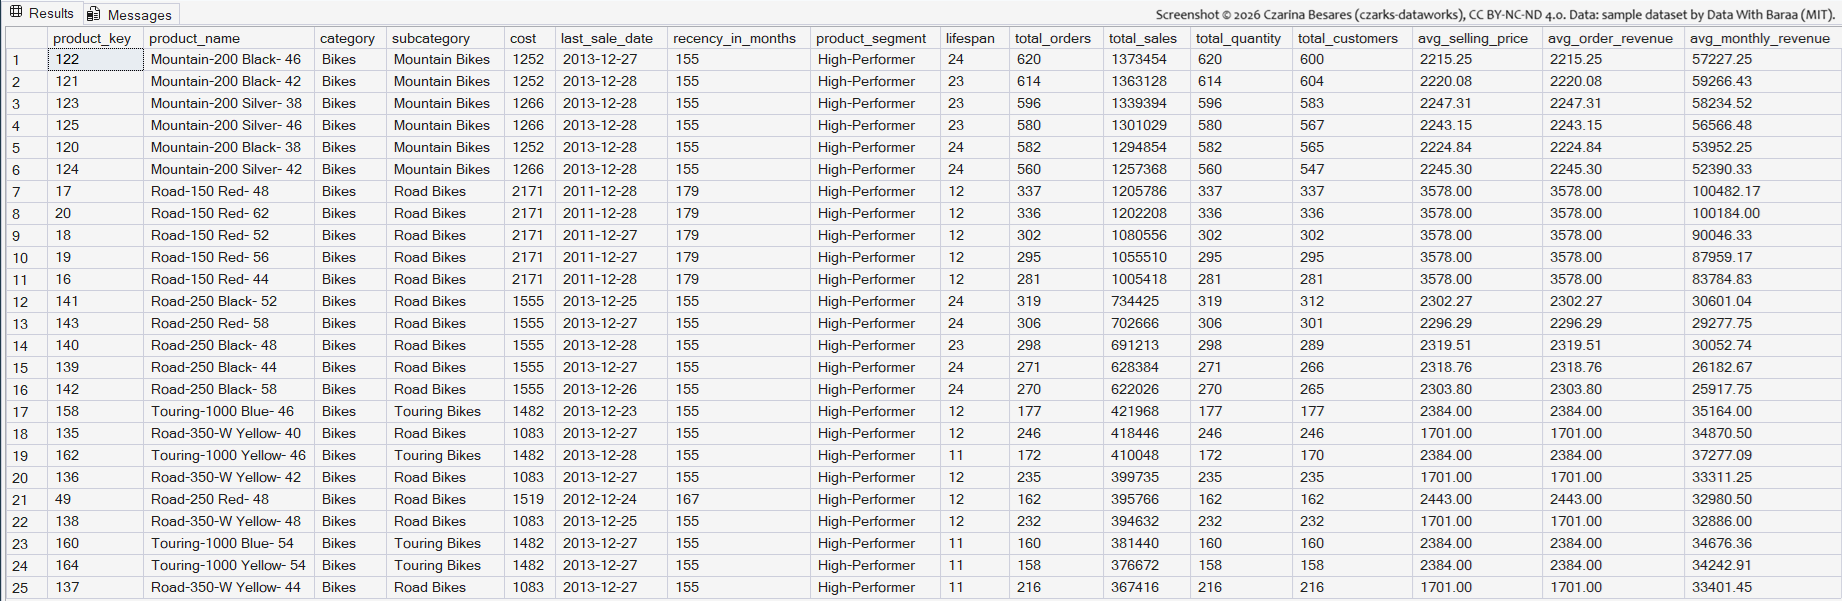 Results Messages Screenshot © 2026 Czarina Besares (czarks-dataworks), CC BY-NC-ND 4.0. Data: sample dataset by Data With Baraa (MIT).
product_key product_name category subcategory cost last_sale_date recency_in_months product_segment lifespan total_orders total_sales total_quantity total_customers avg_selling_price avg_order_revenue avg_monthly_revenue
1 122 Mountain-200 Black- 46 Bikes Mountain Bikes 1252 2013-12-27 155 High-Performer 24 620 1373454 620 600 2215.25 2215.25 57227.25
2 121 Mountain-200 Black- 42 Bikes Mountain Bikes 1252 2013-12-28 155 High-Performer 23 614 1363128 614 604 2220.08 2220.08 59266.43
3 123 Mountain-200 Silver- 38 Bikes Mountain Bikes 1266 2013-12-28 155 High-Performer 23 596 1339394 596 583 2247.31 2247.31 58234.52
4 125 Mountain-200 Silver- 46 Bikes Mountain Bikes 1266 2013-12-28 155 High-Performer 23 580 1301029 580 567 2243.15 2243.15 56566.48
5 120 Mountain-200 Black- 38 Bikes Mountain Bikes 1252 2013-12-28 155 High-Performer 24 582 1294854 582 565 2224.84 2224.84 53952.25
6 124 Mountain-200 Silver- 42 Bikes Mountain Bikes 1266 2013-12-28 155 High-Performer 24 560 1257368 560 547 2245.30 2245.30 52390.33
7 17 Road-150 Red- 48 Bikes Road Bikes 2171 2011-12-28 179 High-Performer 12 337 1205786 337 337 3578.00 3578.00 100482.17
8 20 Road-150 Red- 62 Bikes Road Bikes 2171 2011-12-28 179 High-Performer 12 336 1202208 336 336 3578.00 3578.00 100184.00
9 18 Road-150 Red- 52 Bikes Road Bikes 2171 2011-12-27 179 High-Performer 12 302 1080556 302 302 3578.00 3578.00 90046.33
10 19 Road-150 Red- 56 Bikes Road Bikes 2171 2011-12-27 179 High-Performer 12 295 1055510 295 295 3578.00 3578.00 87959.17
11 16 Road-150 Red- 44 Bikes Road Bikes 2171 2011-12-28 179 High-Performer 12 281 1005418 281 281 3578.00 3578.00 83784.83
12 141 Road-250 Black- 52 Bikes Road Bikes 1555 2013-12-25 155 High-Performer 24 319 734425 319 312 2302.27 2302.27 30601.04
13 143 Road-250 Red- 58 Bikes Road Bikes 1555 2013-12-27 155 High-Performer 24 306 702666 306 301 2296.29 2296.29 29277.75
14 140 Road-250 Black- 48 Bikes Road Bikes 1555 2013-12-28 155 High-Performer 23 298 691213 298 289 2319.51 2319.51 30052.74
15 139 Road-250 Black- 44 Bikes Road Bikes 1555 2013-12-27 155 High-Performer 24 271 628384 271 266 2318.76 2318.76 26182.67
16 142 Road-250 Black- 58 Bikes Road Bikes 1555 2013-12-26 155 High-Performer 24 270 622026 270 265 2303.80 2303.80 25917.75
17 158 Touring-1000 Blue- 46 Bikes Touring Bikes 1482 2013-12-23 155 High-Performer 12 177 421968 177 177 2384.00 2384.00 35164.00
18 135 Road-350-W Yellow- 40 Bikes Road Bikes 1083 2013-12-27 155 High-Performer 12 246 418446 246 246 1701.00 1701.00 34870.50
19 162 Touring-1000 Yellow- 46 Bikes Touring Bikes 1482 2013-12-28 155 High-Performer 11 172 410048 172 170 2384.00 2384.00 37277.09
20 136 Road-350-W Yellow- 42 Bikes Road Bikes 1083 2013-12-27 155 High-Performer 12 235 399735 235 235 1701.00 1701.00 33311.25
21 49 Road-250 Red- 48 Bikes Road Bikes 1519 2012-12-24 167 High-Performer 12 162 395766 162 162 2443.00 2443.00 32980.50
22 138 Road-350-W Yellow- 48 Bikes Road Bikes 1083 2013-12-25 155 High-Performer 12 232 394632 232 232 1701.00 1701.00 32886.00
23 160 Touring-1000 Blue- 54 Bikes Touring Bikes 1482 2013-12-27 155 High-Performer 11 160 381440 160 160 2384.00 2384.00 34676.36
24 164 Touring-1000 Yellow- 54 Bikes Touring Bikes 1482 2013-12-27 155 High-Performer 11 158 376672 158 158 2384.00 2384.00 34242.91
25 137 Road-350-W Yellow- 44 Bikes Road Bikes 1083 2013-12-27 155 High-Performer 11 216 367416 216 216 1701.00 1701.00 33401.45